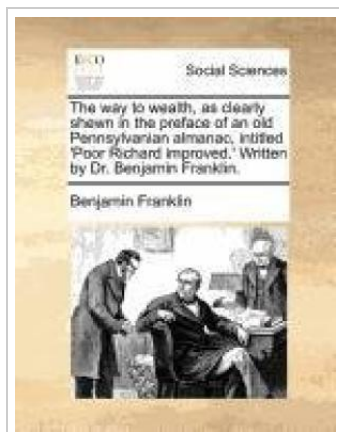 ECCO
Social Sciences
The way to wealth, as clearly
shewn in the preface of an old
Pennsylvanian almanac, intitled
'Poor Richard improved.' Written
by Dr. Benjamin Franklin.
Benjamin Franklin